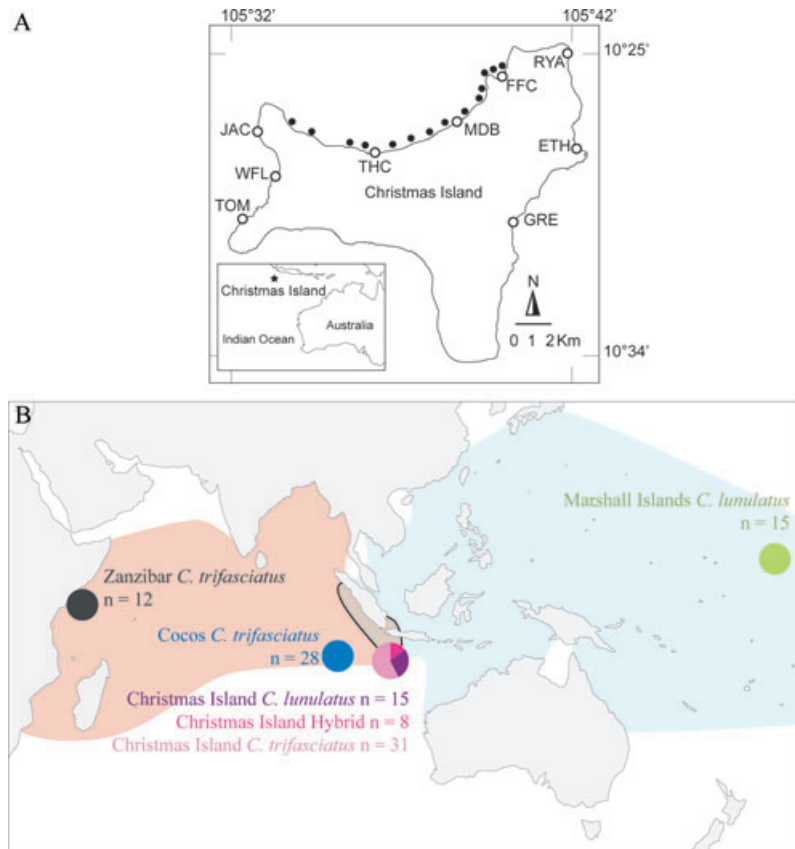 A
105°32'
105°42'
10°25'
RYA
FFC
JAC
MDB
ETH
THC
WFL
Christmas Island
TOM
GRE
Christmas Island
N
Australia
Indian Ocean
0 1 2Km
10°34'
B
Marshall Islands C. lunulatus
n = 15
Zanzibar C. trifasciatus
n = 12
Cocos C. trifasciatus
n = 28
Christmas Island C. lunulatus n = 15
Christmas Island Hybrid n = 8
Christmas Island C. trifasciatus n = 31